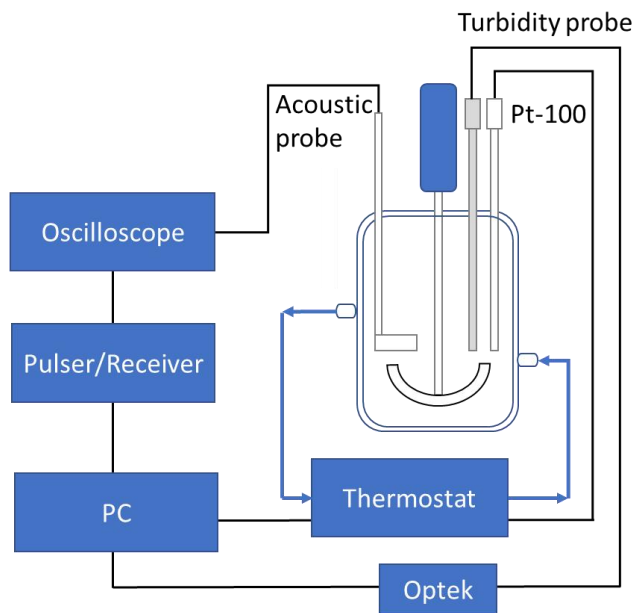 Turbidity probe
Acoustic
probe
Pt-100
Oscilloscope
Pulser/Receiver
PC
Thermostat
Optek